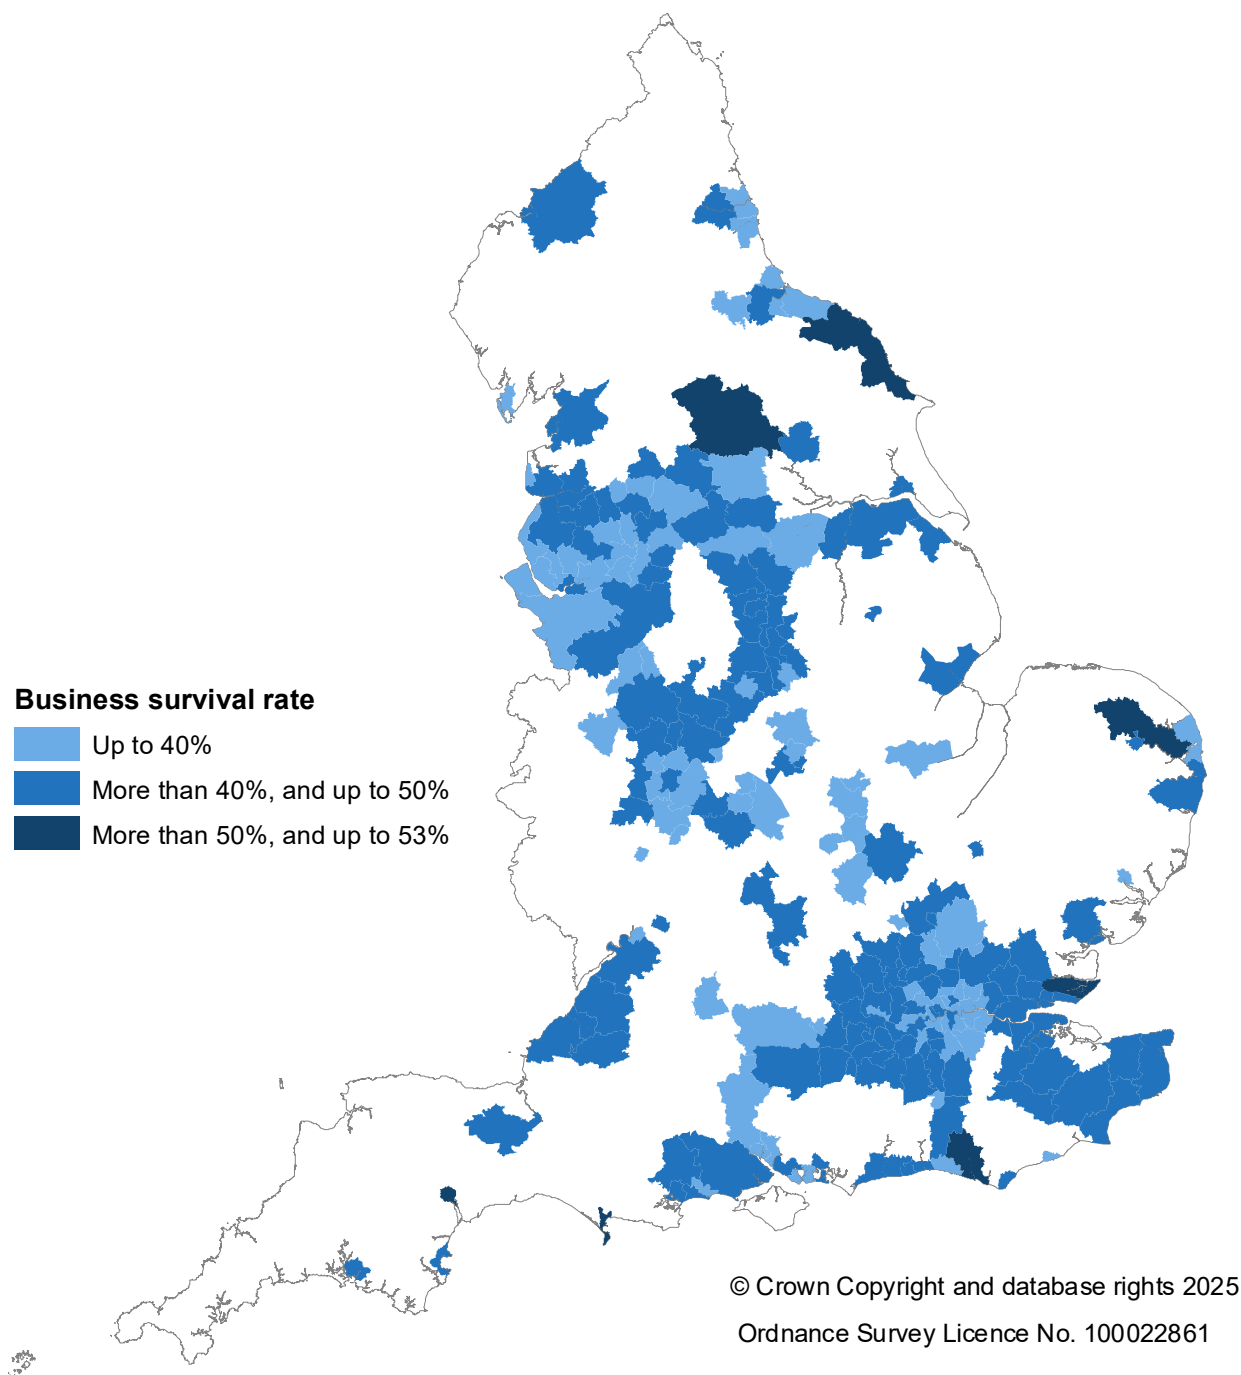 Business survival rate
Up to 40%
More than 40%, and up to 50%
More than 50%, and up to 53%
© Crown Copyright and database rights 2025
Ordnance Survey Licence No. 100022861